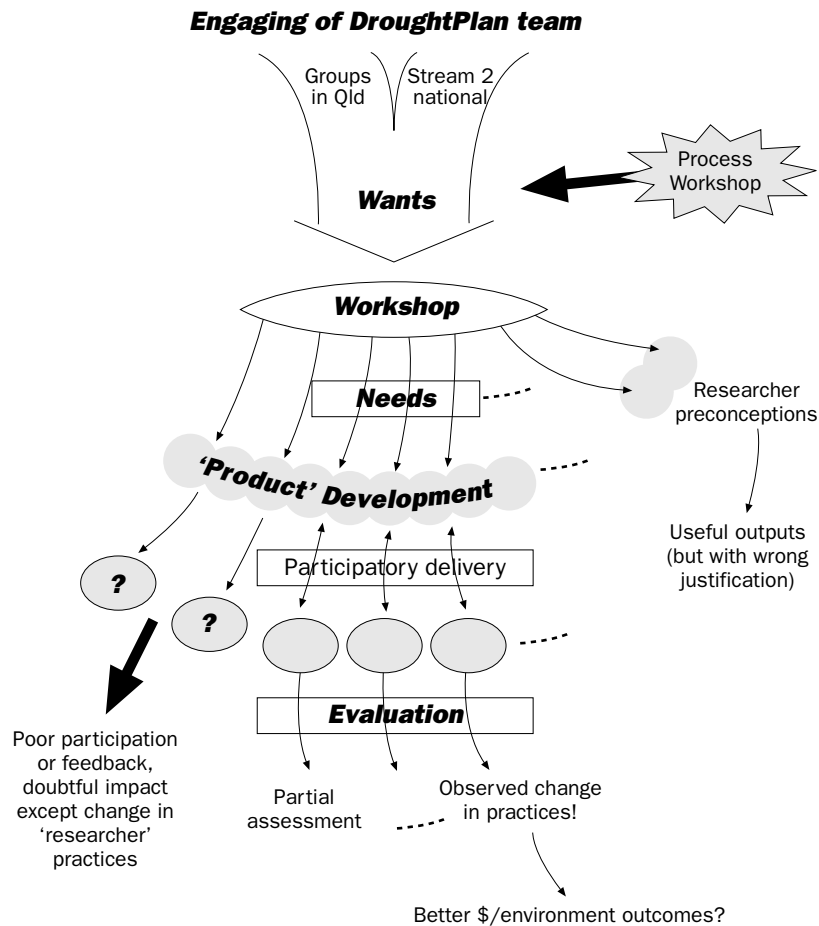 Engaging of DroughtPlan team
Groups
in Qld
Stream 2
national
Process
Workshop
Wants
Workshop
Needs
Researcher
preconceptions
‘Product’ Development
Useful outputs
(but with wrong
justification)
Participatory delivery
?
?
Evaluation
Poor participation
or feedback,
doubtful impact
except change in
‘researcher’
practices
Partial
assessment
Observed change
in practices!
Better $/environment outcomes?